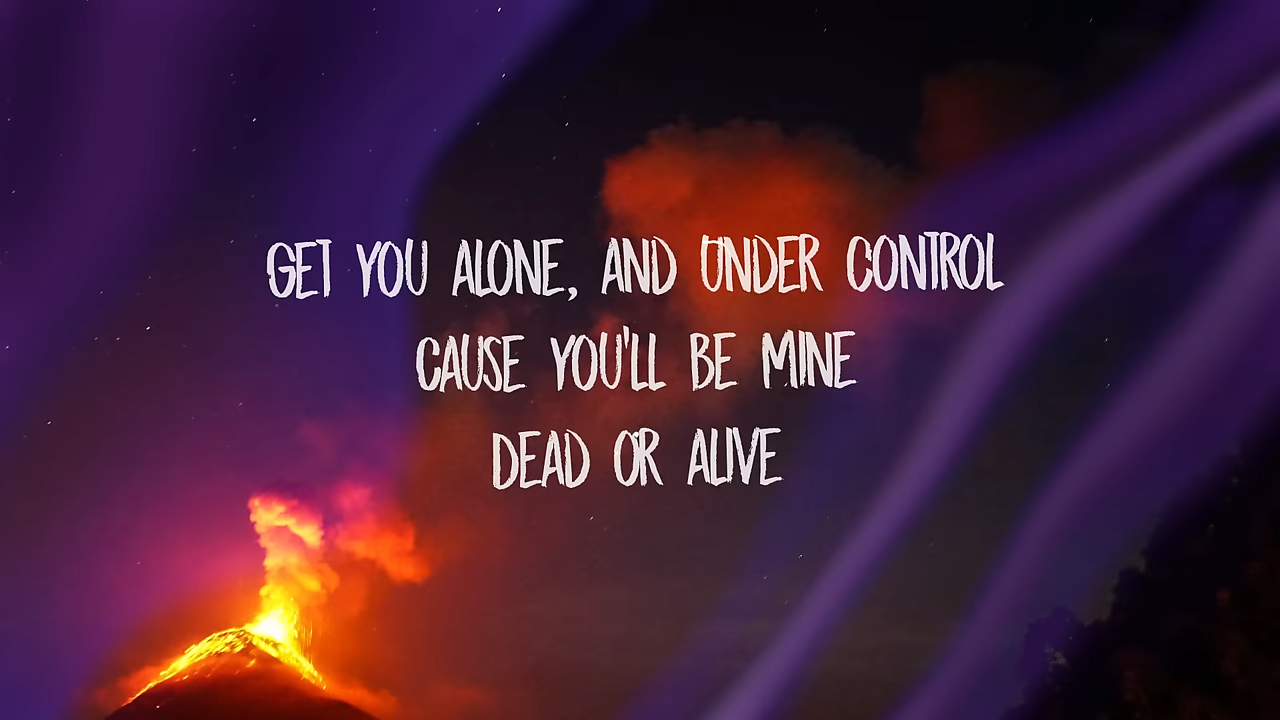 GET YOU ALONE, AND UNDER CONTROL
CAUSE YOU'LL BE MINE
DEAD OR ALIVE